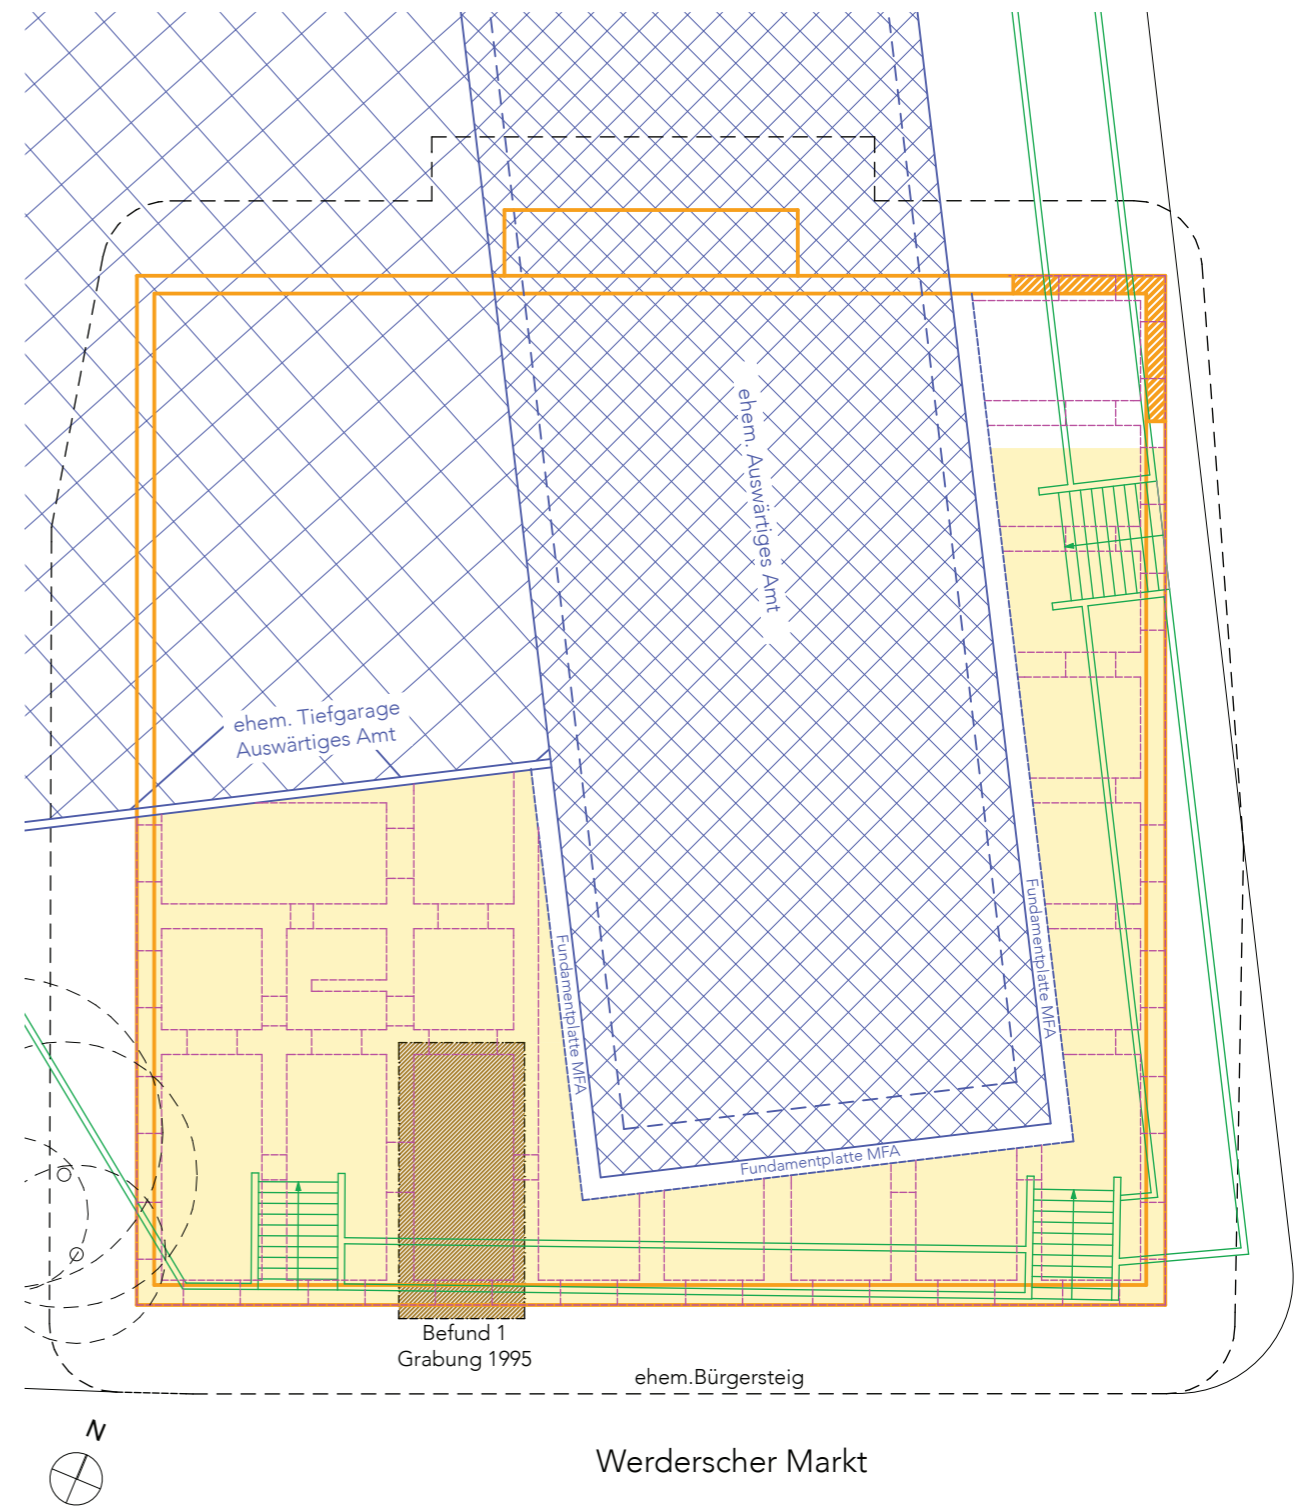 ehem. Auswärtiges Amt
ehem. Tiefgarage
Auswärtiges Amt
Fundamentplatte MFA
Fundamentplatte MFA
Fundamentplatte MFA
Befund 1
Grabung 1995
ehem.Bürgersteig
N
Werderscher Markt